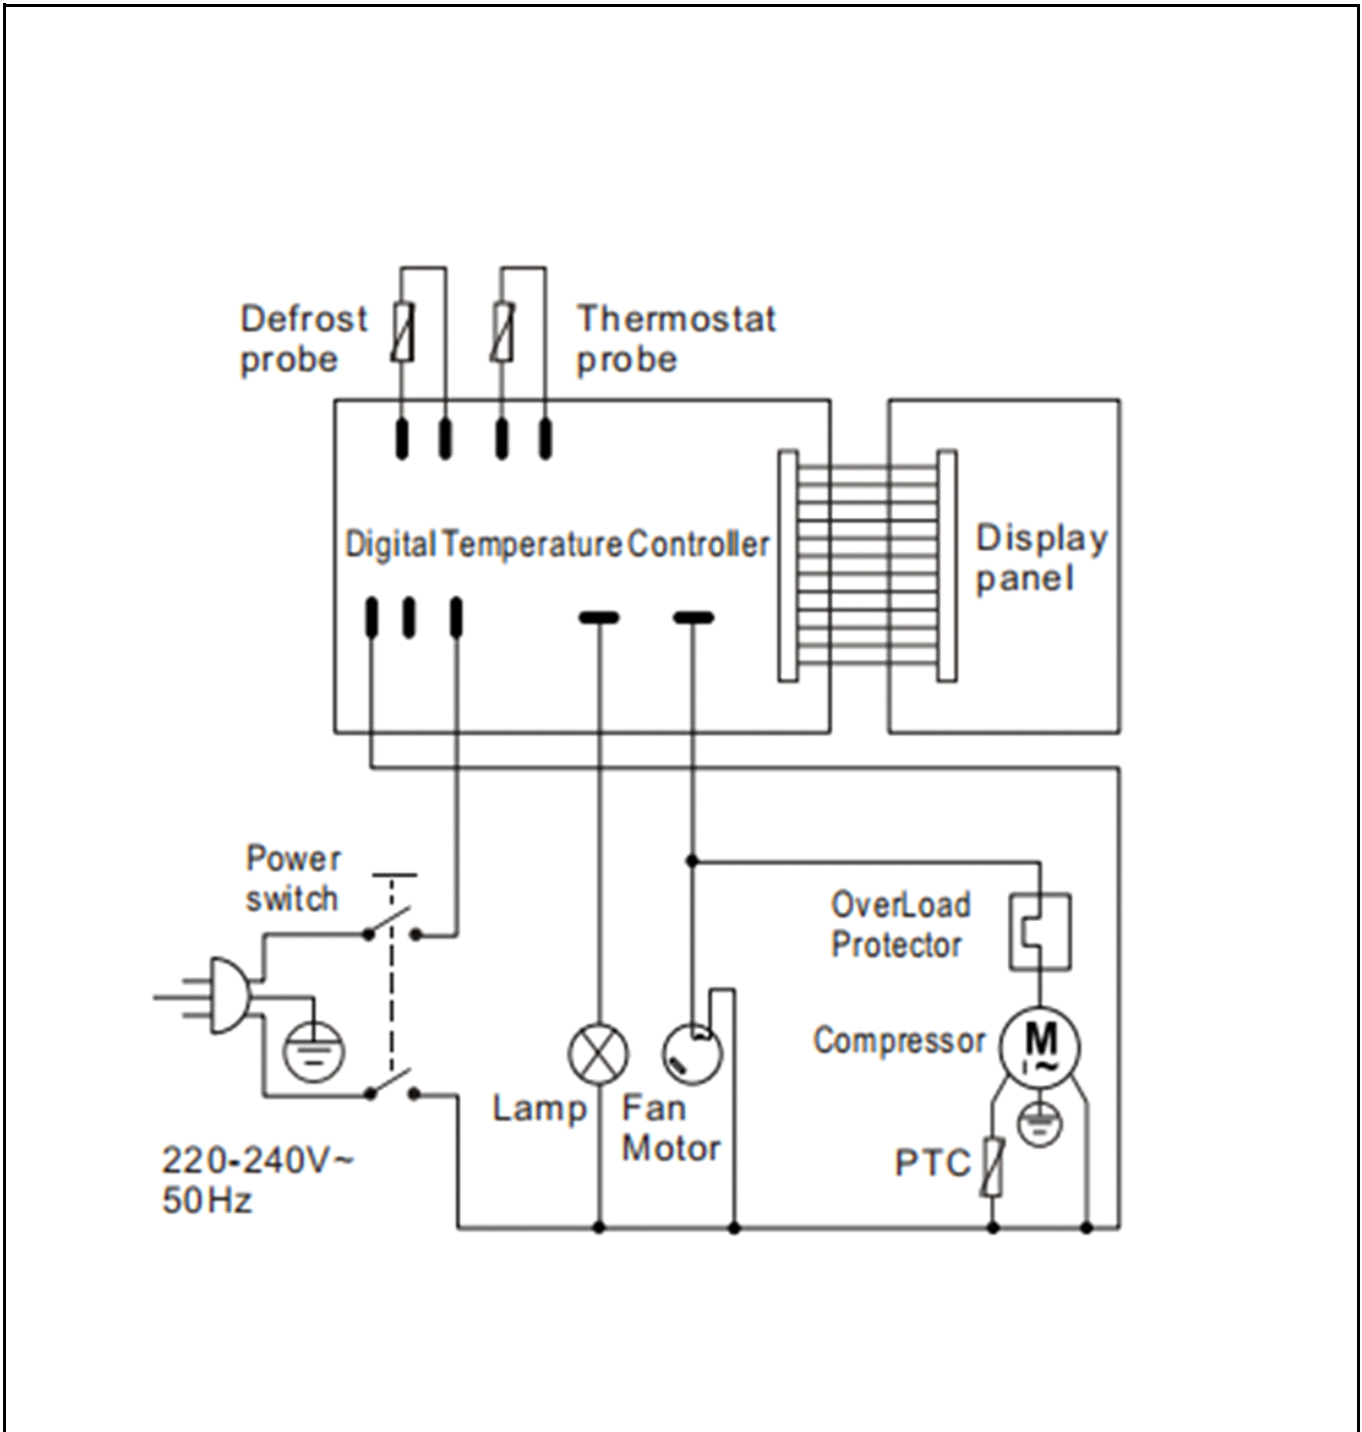 Defrost
probe
Thermostat
probe
Digital Temperature Controller
Display
panel
Power
switch
OverLoad
Protector
Compressor
M
1~
Lamp
Fan
Motor
PTC
220-240V~
50Hz